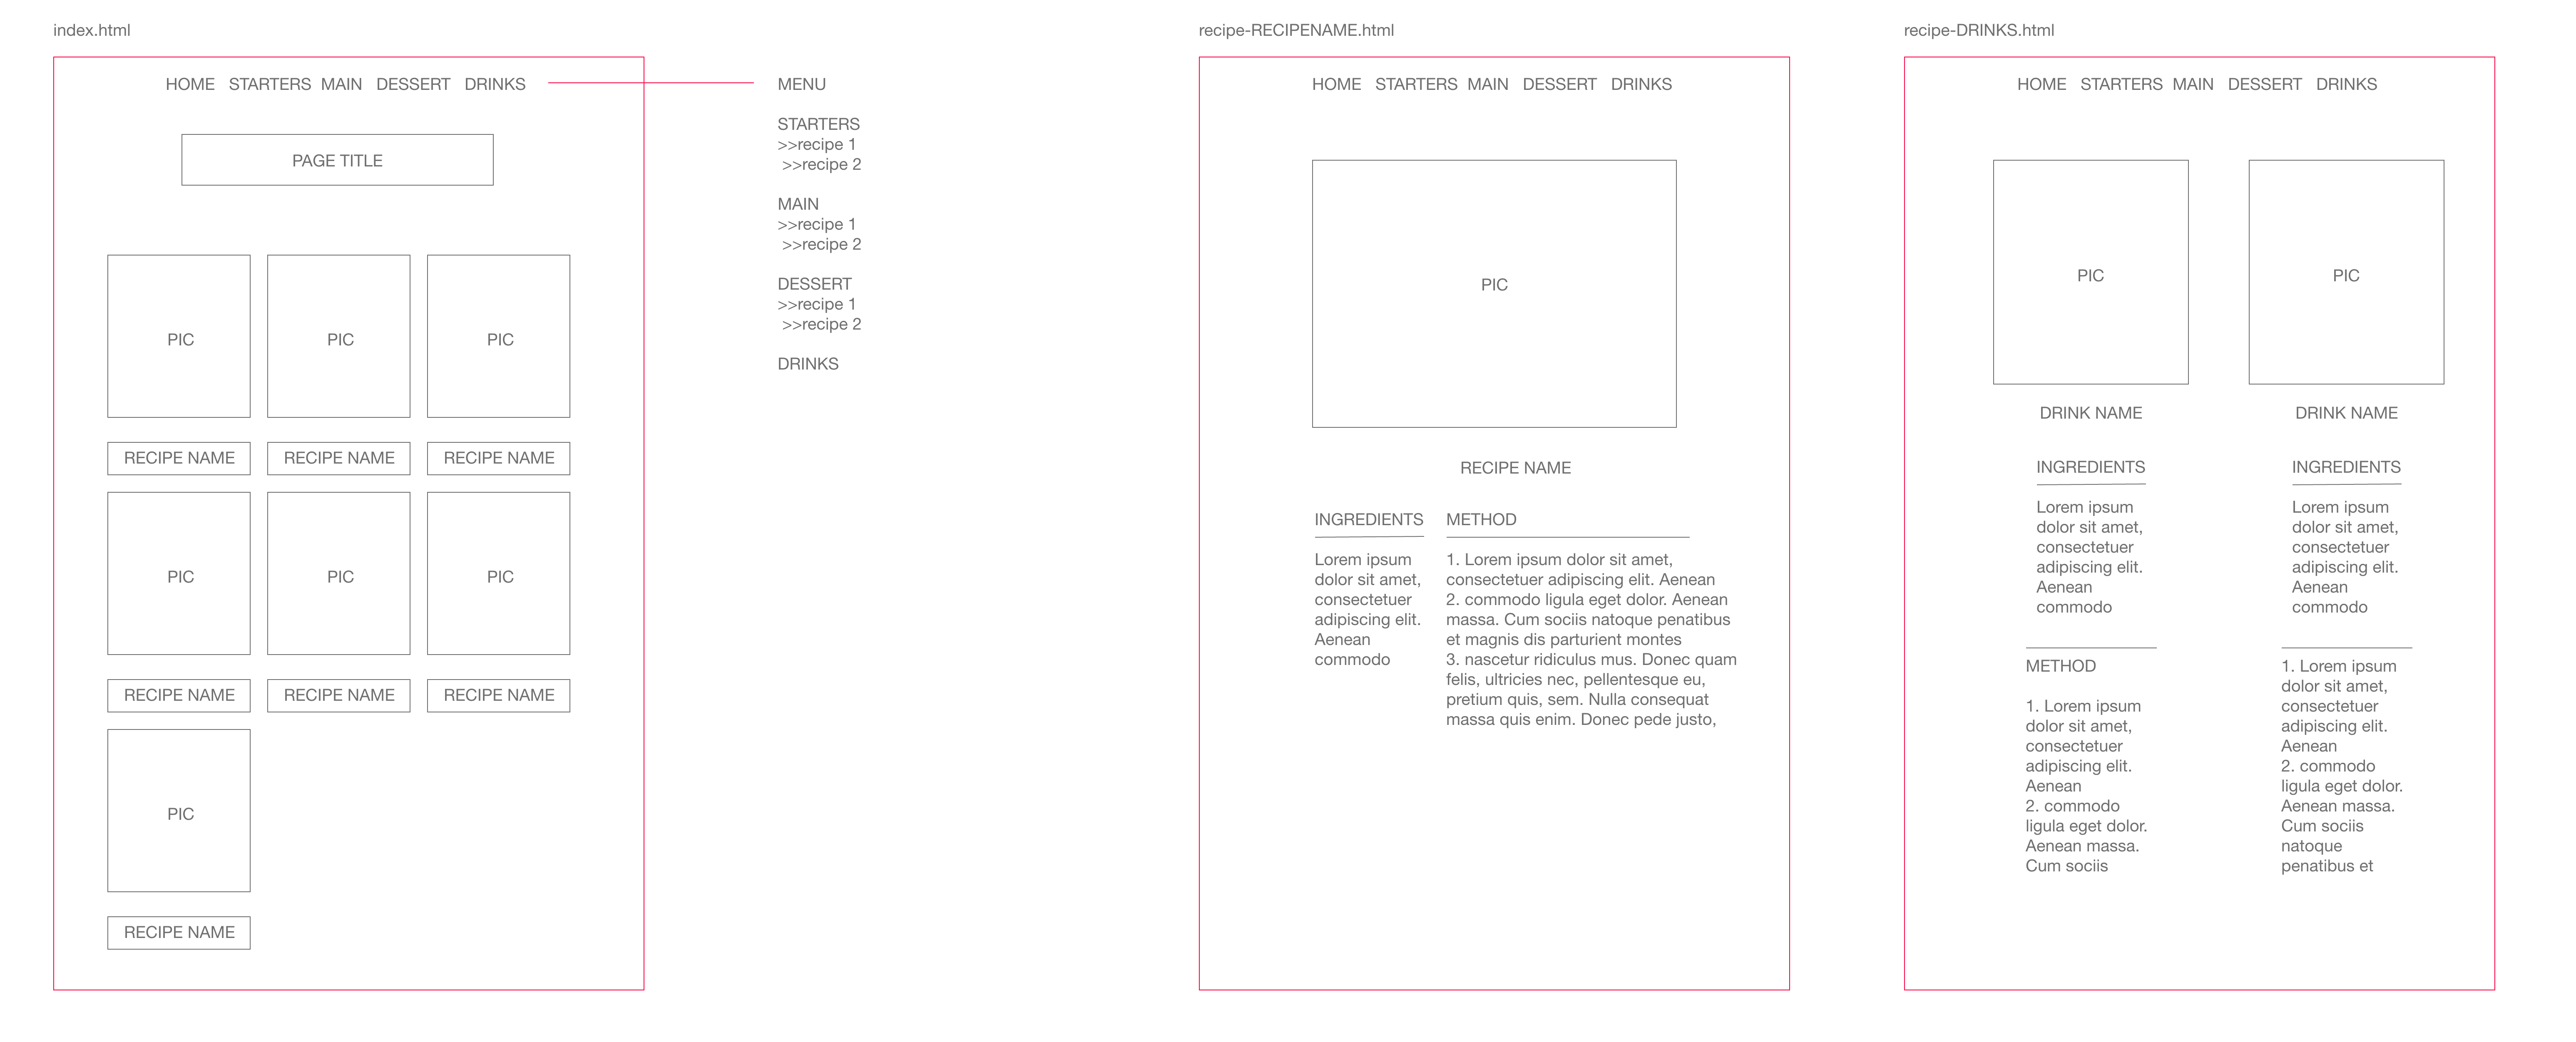 index.html
HOME STARTERS MAIN DESSERT DRINKS
PAGE TITLE
PIC PIC PIC
RECIPE NAME RECIPE NAME RECIPE NAME
PIC PIC PIC
RECIPE NAME RECIPE NAME RECIPE NAME
PIC
RECIPE NAME
MENU
STARTERS
>>recipe 1
>>recipe 2
MAIN
>>recipe 1
>>recipe 2
DESSERT
>>recipe 1
>>recipe 2
DRINKS
recipe-RECIPENAME.html
HOME STARTERS MAIN DESSERT DRINKS
PIC
RECIPE NAME
INGREDIENTS
Lorem ipsum
dolor sit amet,
consectetuer
adipiscing elit.
Aenean
commodo
METHOD
1. Lorem ipsum dolor sit amet,
consectetuer adipiscing elit. Aenean
2. commodo ligula eget dolor. Aenean
massa. Cum sociis natoque penatibus
et magnis dis parturient montes
3. nascetur ridiculus mus. Donec quam
felis, ultricies nec, pellentesque eu,
pretium quis, sem. Nulla consequat
massa quis enim. Donec pede justo,
recipe-DRINKS.html
HOME STARTERS MAIN DESSERT DRINKS
PIC
DRINK NAME
INGREDIENTS
Lorem ipsum
dolor sit amet,
consectetuer
adipiscing elit.
Aenean
commodo
METHOD
1. Lorem ipsum
dolor sit amet,
consectetuer
adipiscing elit.
Aenean
2. commodo
ligula eget dolor.
Aenean massa.
Cum sociis
PIC
DRINK NAME
INGREDIENTS
Lorem ipsum
dolor sit amet,
consectetuer
adipiscing elit.
Aenean
commodo
1. Lorem ipsum
dolor sit amet,
consectetuer
adipiscing elit.
Aenean
2. commodo
ligula eget dolor.
Aenean massa.
Cum sociis
natoque
penatibus et